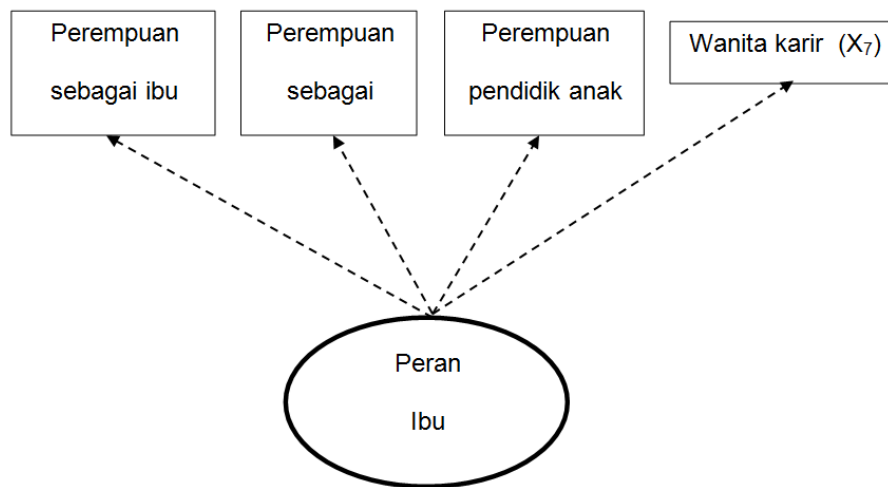 Perempuan
sebagai ibu
Perempuan
sebagai
Perempuan
pendidik anak
Wanita karir (X₇)
Peran
Ibu